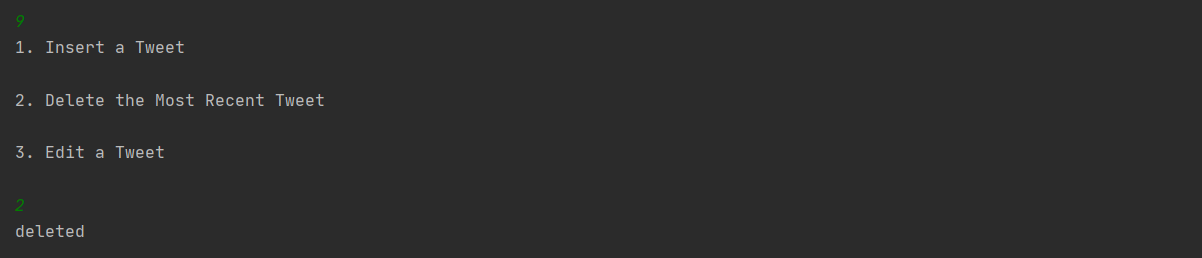 9
1. Insert a Tweet
2. Delete the Most Recent Tweet
3. Edit a Tweet
2
deleted